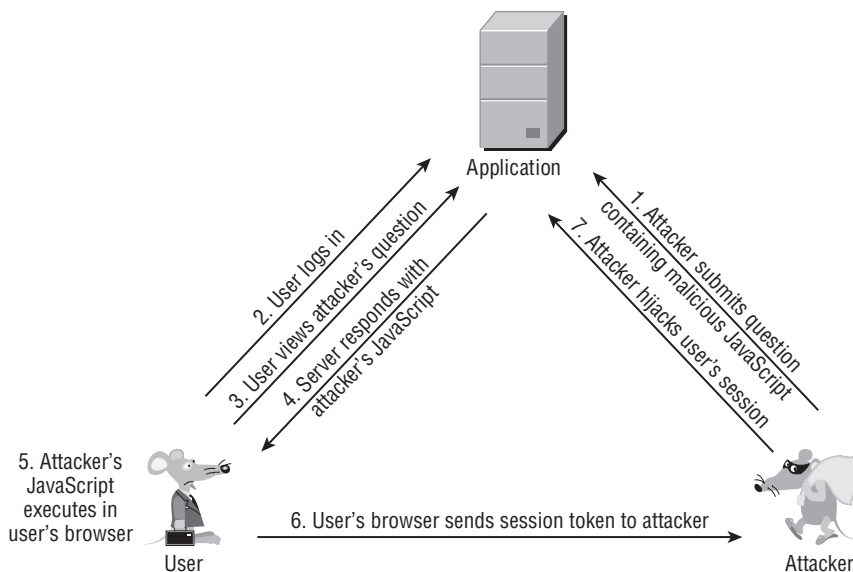 Application
1. Attacker submits question
containing malicious JavaScript
2. User logs in
3. User views attacker's question
4. Server responds with
attacker's JavaScript
5. Attacker's
JavaScript
executes in
user's browser
6. User's browser sends session token to attacker
7. Attacker hijacks user's session
User
Attacker